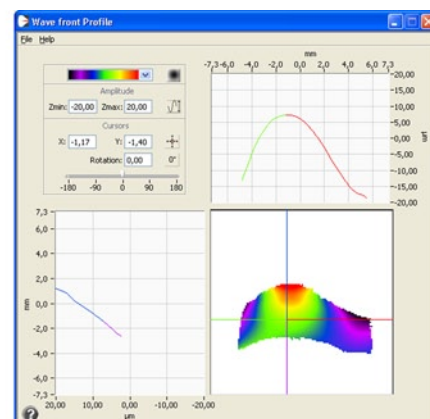 Wave front Profile
File Help
Amplitude
Zmin: -20,00 Zmax: 20,00
Cursors
X: -1,17 Y: -1,40
Rotation: 0,00 0°
-180 -90 0 90 180
mm
-7,3 -6,0 -4,0 -2,0 0,0 2,0 4,0 6,0 7,3
-20,00
-15,00
-10,00
-5,00
-0,00
-5,00
-10,00
-15,00
-20,00
µm
7,3
6,0
4,0
2,0
0,0
-2,0
-4,0
-6,0
-7,3
mm
20,00 10,00 0,00 -10,00 -20,00
µm
?